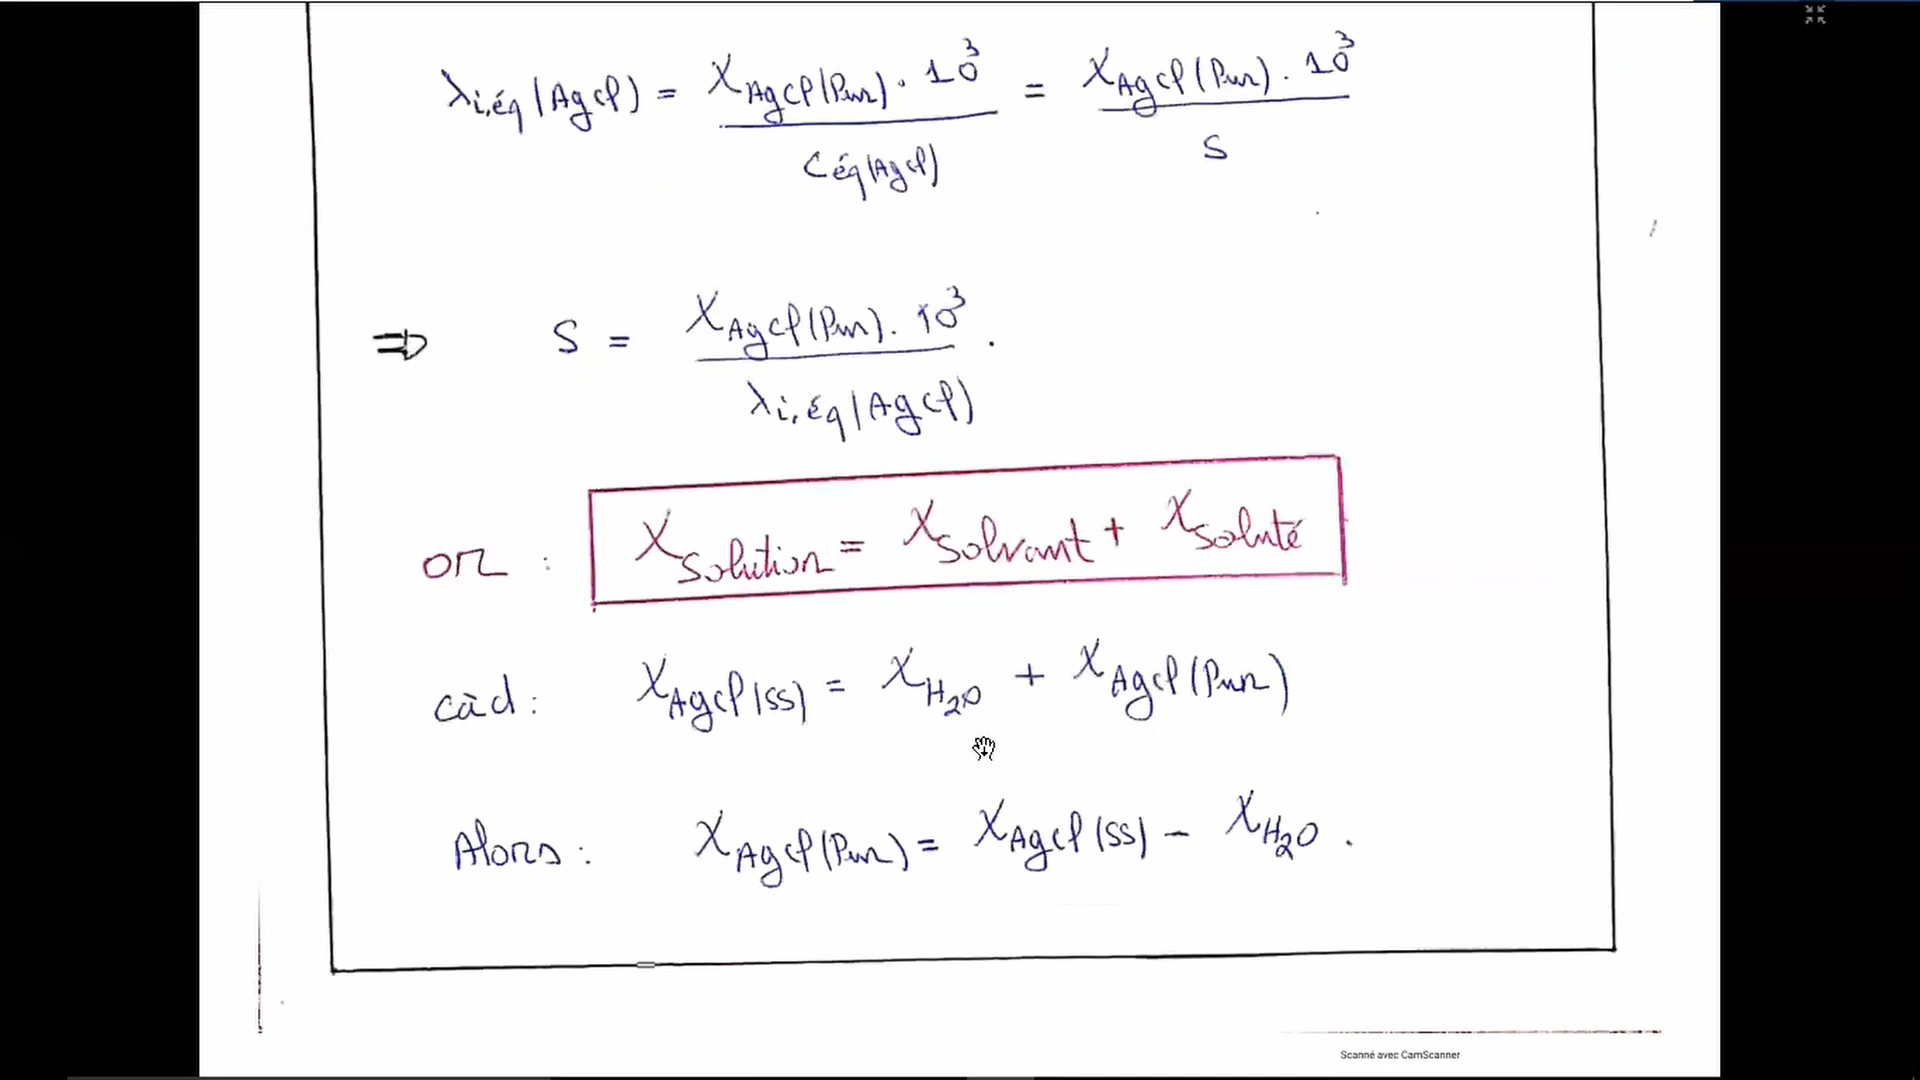 λi,éq(AgCl) = χAgCl(Pur) · 10³ / Céq(AgCl) = χAgCl(Pur) · 10³ / S
⇒ S = χAgCl(Pur) · 10³ / λi,éq(AgCl) .
or : χsolution = χsolvant + χsoluté
càd : χAgCl(ss) = χH₂O + χAgCl(Pur)
Alors : χAgCl(Pur) = χAgCl(ss) − χH₂O .
Scanné avec CamScanner